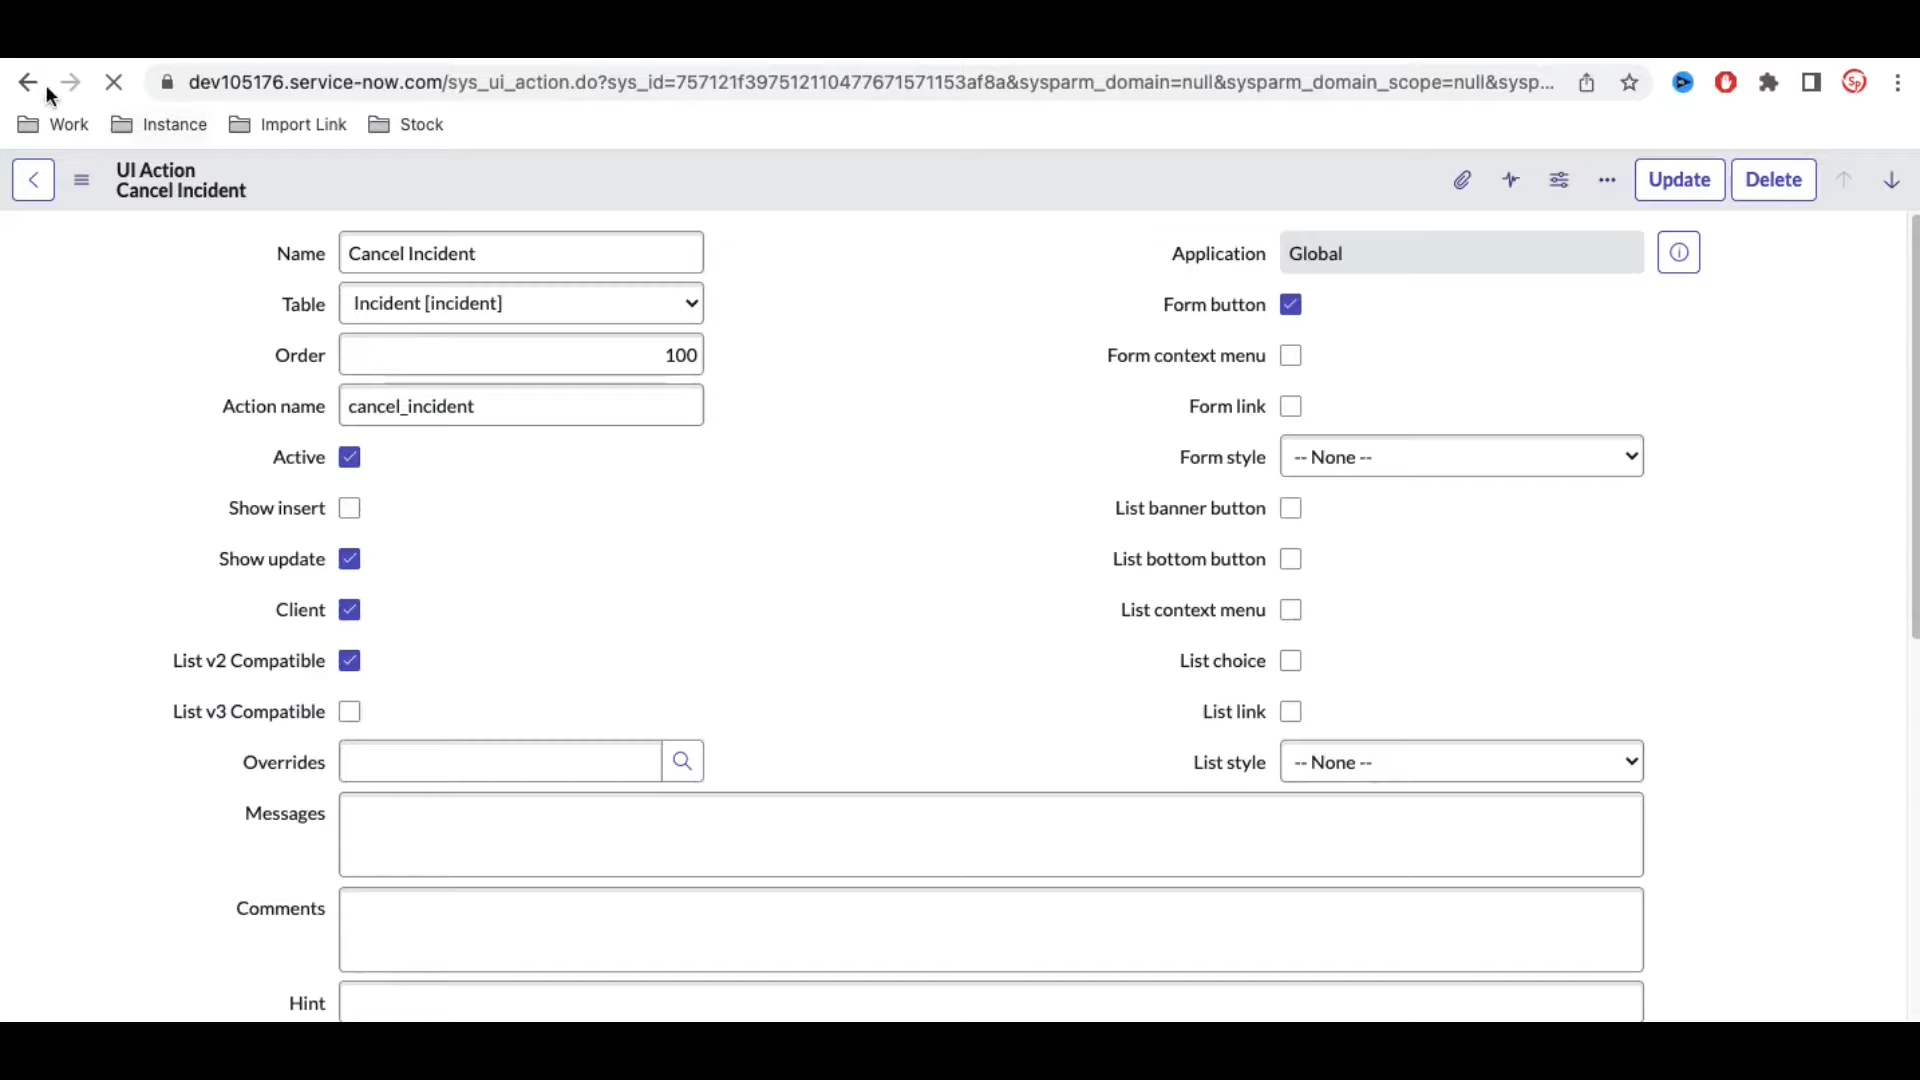 dev105176.service-now.com/sys_ui_action.do?sys_id=757121f397512110477671571153af8a&sysparm_domain=null&sysparm_domain_scope=null&sysp...
Sp
Work
Instance
Import Link
Stock
UI Action
Cancel Incident
Update
Delete
Name
Cancel Incident
Application
Global
Table
Incident [incident]
Form button
Order
100
Form context menu
Action name
cancel_incident
Form link
Active
Form style
-- None --
Show insert
List banner button
Show update
List bottom button
Client
List context menu
List v2 Compatible
List choice
List v3 Compatible
List link
Overrides
List style
-- None --
Messages
Comments
Hint